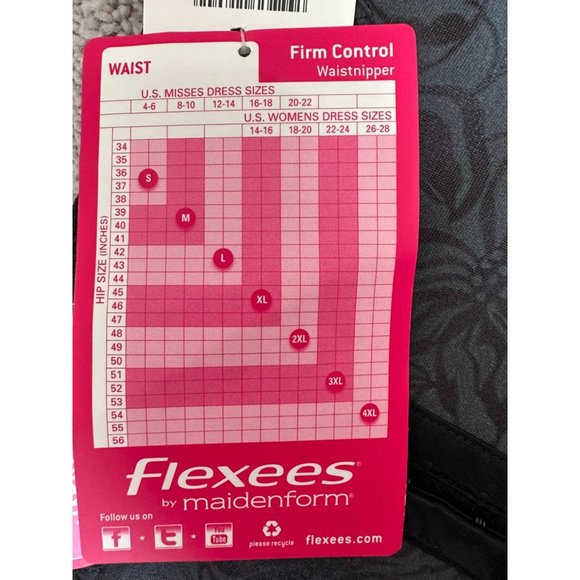 WAIST
Firm Control
Waistnipper
U.S. MISSES DRESS SIZES
4-6 8-10 12-14 16-18 20-22
U.S. WOMENS DRESS SIZES
14-16 18-20 22-24 26-28
HIP SIZE (INCHES)
34
35
36
S
37
38
39
M
40
41
42
L
43
44
45
46
XL
47
48
2XL
49
50
51
3XL
52
53
54
4XL
55
56
flexees®
by maidenform®
Follow us on
f t You Tube
please recycle
flexees.com